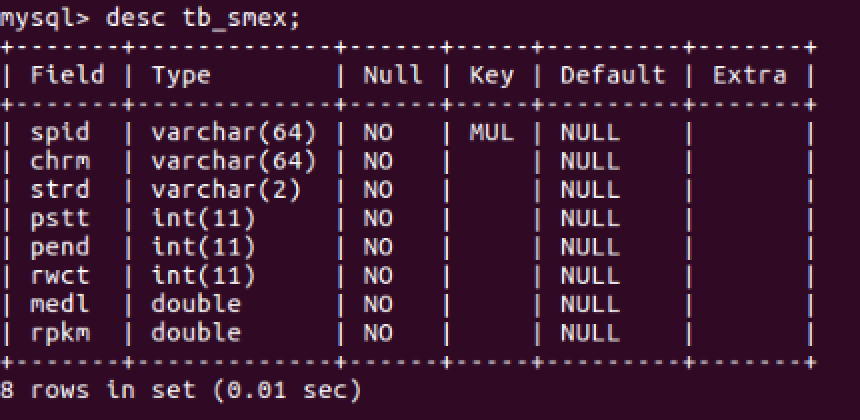 mysql> desc tb_smex;
+-------+-------------+------+-----+---------+-------+
| Field | Type        | Null | Key | Default | Extra |
+-------+-------------+------+-----+---------+-------+
| spid  | varchar(64) | NO   | MUL | NULL    |       |
| chrm  | varchar(64) | NO   |     | NULL    |       |
| strd  | varchar(2)  | NO   |     | NULL    |       |
| pstt  | int(11)     | NO   |     | NULL    |       |
| pend  | int(11)     | NO   |     | NULL    |       |
| rwct  | int(11)     | NO   |     | NULL    |       |
| medl  | double      | NO   |     | NULL    |       |
| rpkm  | double      | NO   |     | NULL    |       |
+-------+-------------+------+-----+---------+-------+
8 rows in set (0.01 sec)